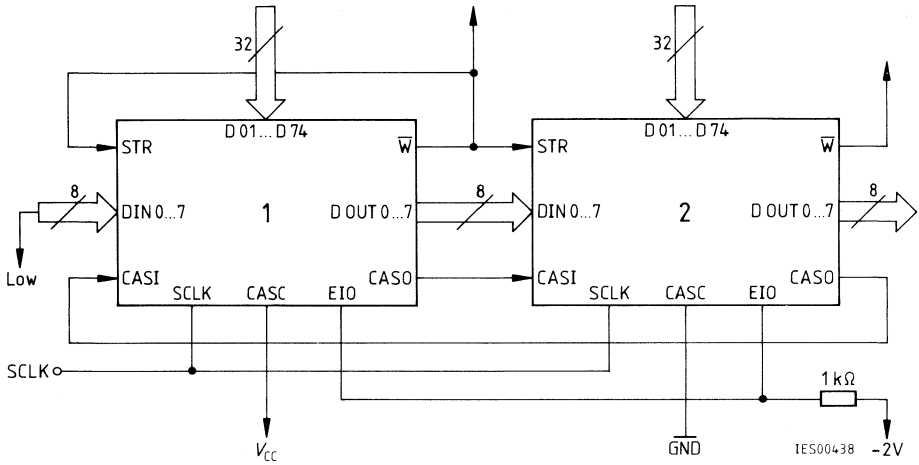 32
32
D 01...D 74
D 01...D 74
STR
W̅
STR
W̅
8
8
8
DIN 0...7
1
D OUT 0...7
DIN 0...7
2
D OUT 0...7
Low
CASI
CASO
CASI
CASO
SCLK
CASC
EIO
SCLK
CASC
EIO
SCLK
1 kΩ
VCC
GND
IES00438
-2V